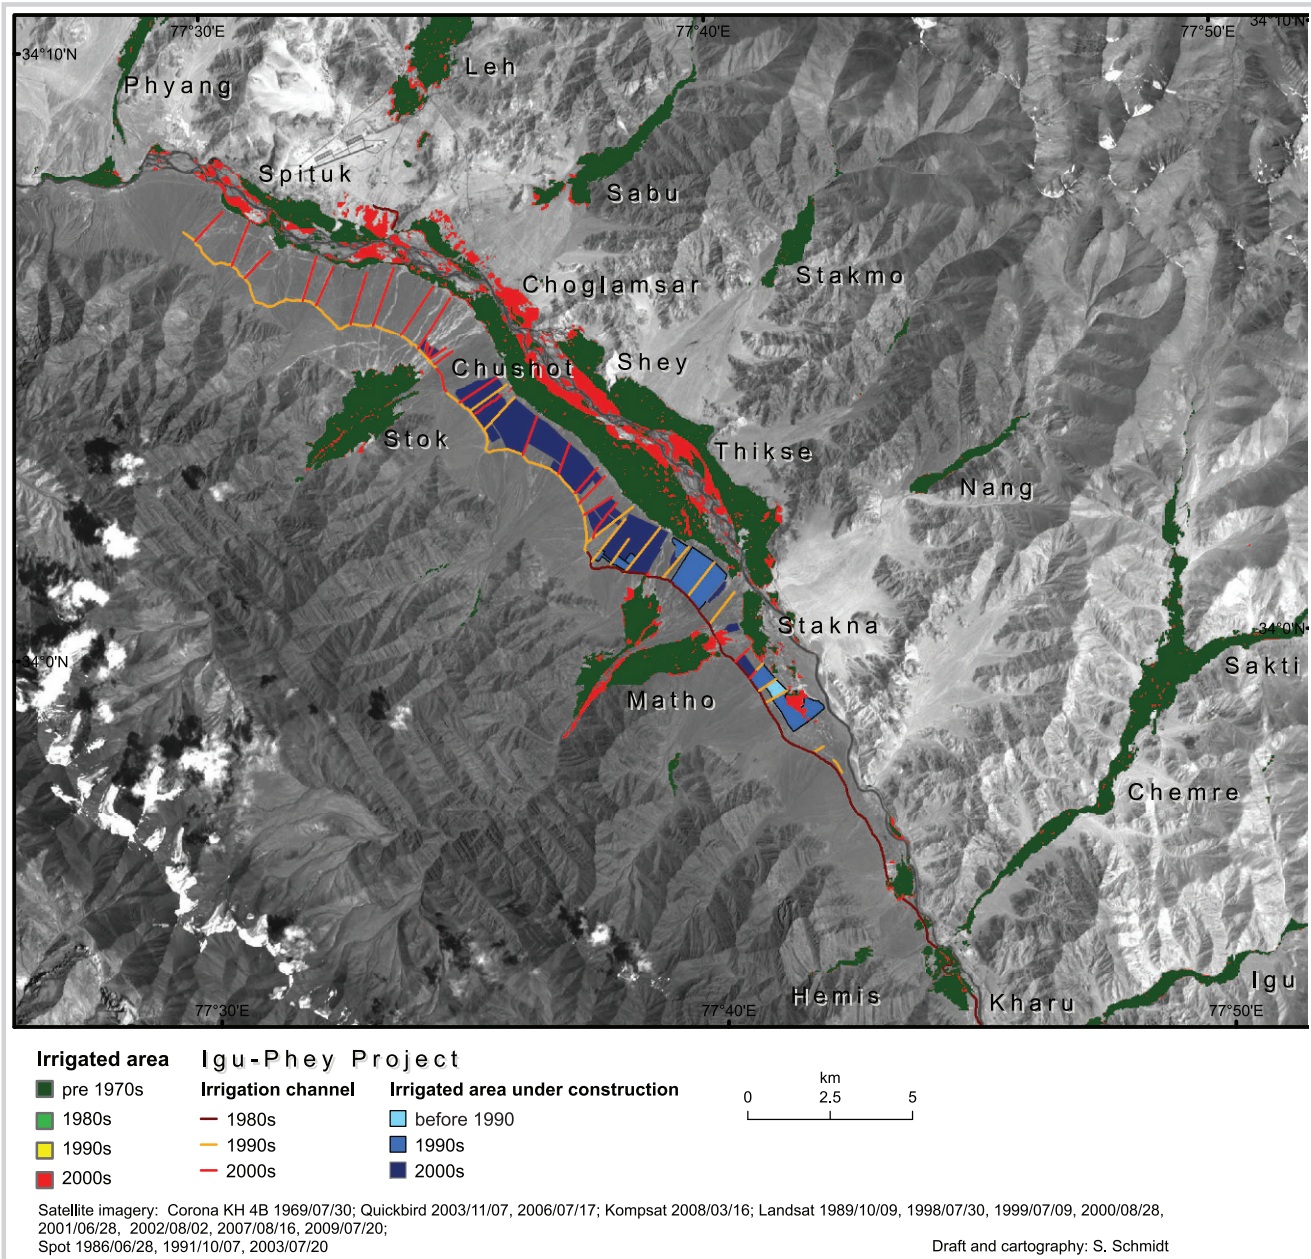 77°30'E
77°40'E
77°50'E
34°10'N
34°10'N
Leh
Phyang
Spituk
Sabu
Stakmo
Choglamsar
Shey
Chushot
Stok
Thikse
Nang
Stakna
34°0'N
34°0'N
Sakti
Matho
Chemre
Hemis
Kharu
Igu
77°30'E
77°40'E
77°50'E
Irrigated area
pre 1970s
1980s
1990s
2000s
Igu-Phey Project
Irrigation channel
1980s
1990s
2000s
Irrigated area under construction
before 1990
1990s
2000s
km
0 2.5 5
Satellite imagery: Corona KH 4B 1969/07/30; Quickbird 2003/11/07, 2006/07/17; Kompsat 2008/03/16; Landsat 1989/10/09, 1998/07/30, 1999/07/09, 2000/08/28,
2001/06/28, 2002/08/02, 2007/08/16, 2009/07/20;
Spot 1986/06/28, 1991/10/07, 2003/07/20
Draft and cartography: S. Schmidt